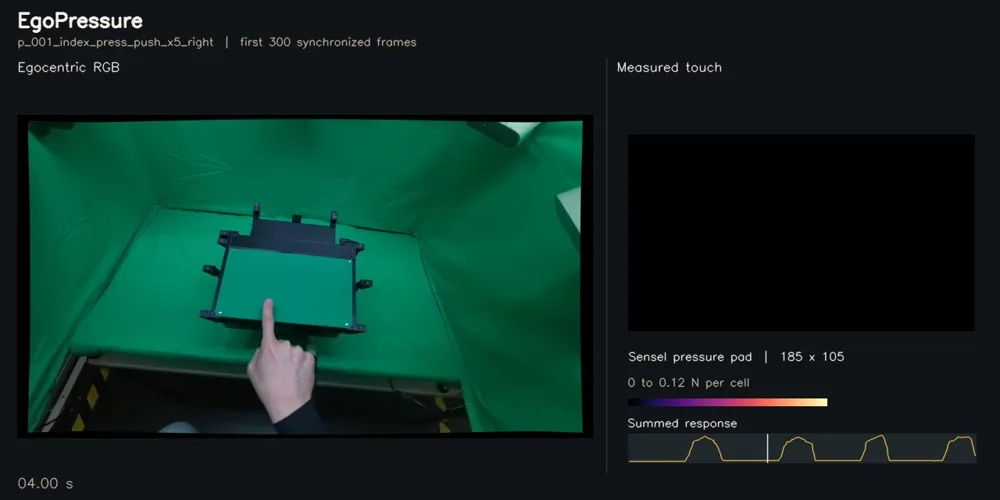 EgoPressure
p_001_index_press_push_x5_right | first 300 synchronized frames
Egocentric RGB
Measured touch
Sensel pressure pad | 185 x 105
0 to 0.12 N per cell
Summed response
04.00 s